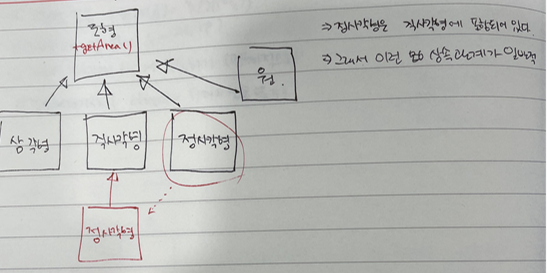 도형
+getArea()
원.
삼각형
직사각형
정사각형
정사각형
⇒ 정사각형은 직사각형에 포함되어 있다.
⇒ 그래서 이런 상속관계가 일반적